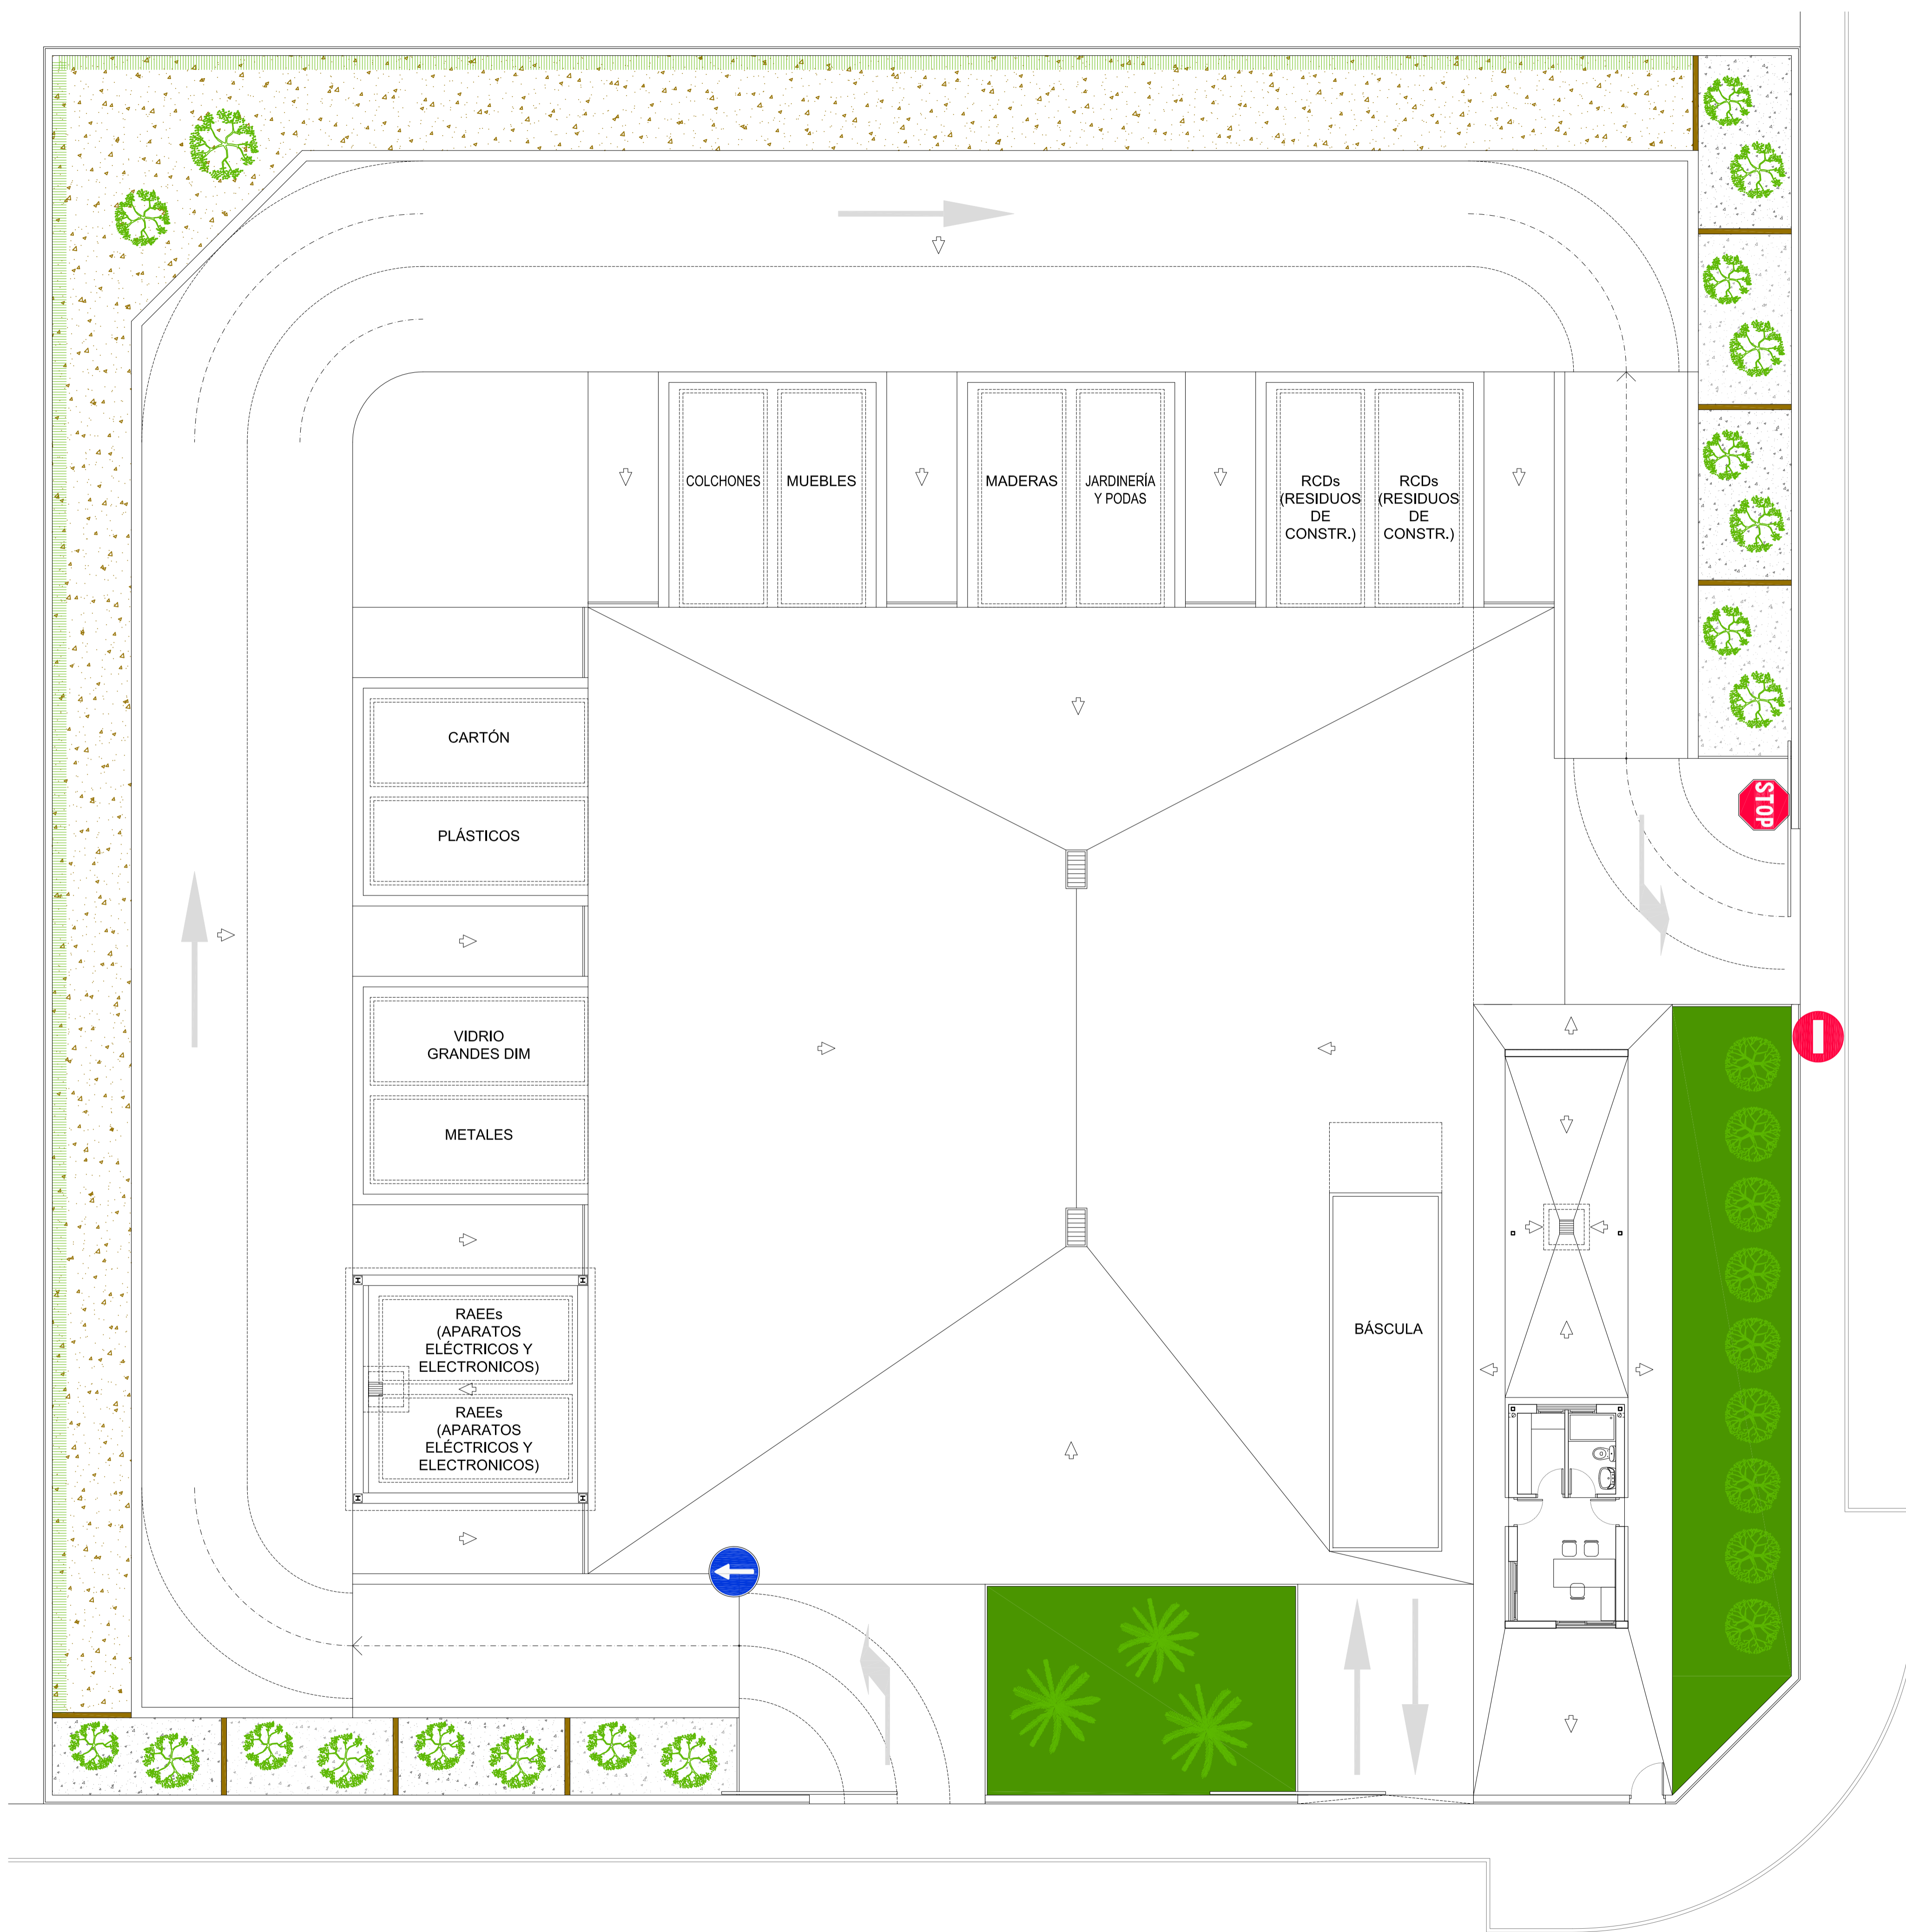 COLCHONES
MUEBLES
MADERAS
JARDINERÍA
Y PODAS
RCDs
(RESIDUOS
DE
CONSTR.)
RCDs
(RESIDUOS
DE
CONSTR.)
CARTÓN
PLÁSTICOS
STOP
VIDRIO
GRANDES DIM
METALES
RAEEs
(APARATOS
ELÉCTRICOS Y
ELECTRONICOS)
RAEEs
(APARATOS
ELÉCTRICOS Y
ELECTRONICOS)
BÁSCULA